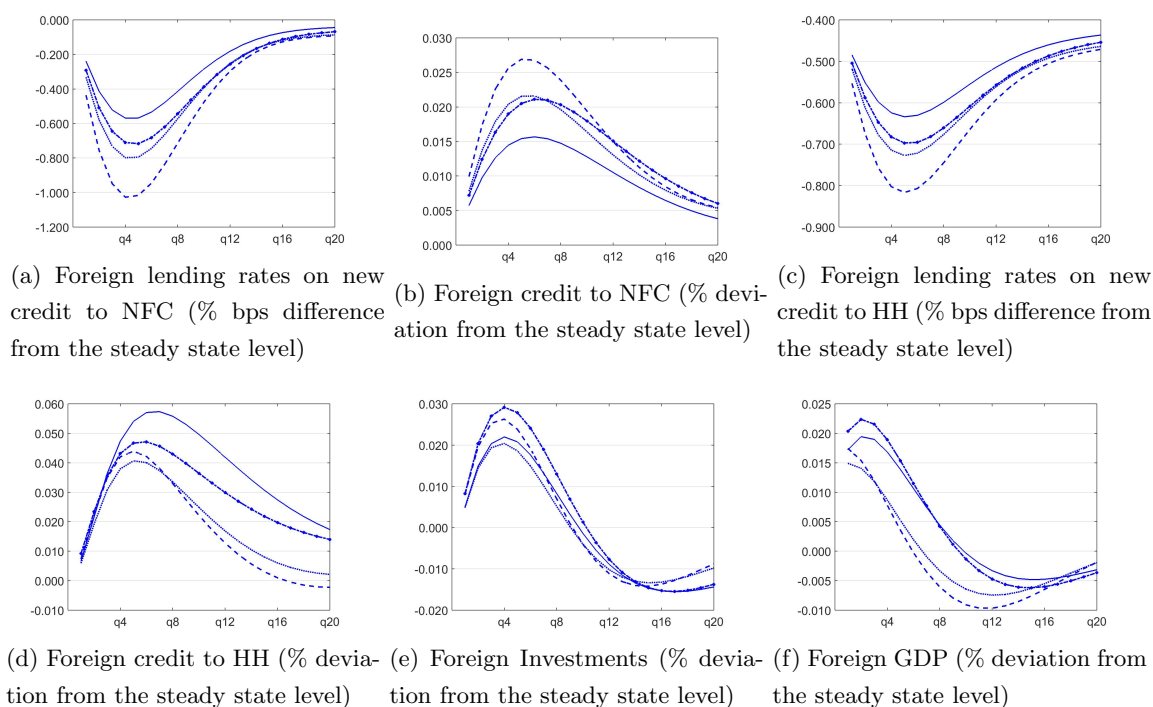 0.000
-0.200
-0.400
-0.600
-0.800
-1.000
-1.200
q4 q8 q12 q16 q20
(a) Foreign lending rates on new
credit to NFC (% bps difference
from the steady state level)
0.030
0.025
0.020
0.015
0.010
0.005
0.000
q4 q8 q12 q16 q20
(b) Foreign credit to NFC (% devi-
ation from the steady state level)
-0.400
-0.500
-0.600
-0.700
-0.800
-0.900
q4 q8 q12 q16 q20
(c) Foreign lending rates on new
credit to HH (% bps difference from
the steady state level)
0.060
0.050
0.040
0.030
0.020
0.010
0.000
-0.010
q4 q8 q12 q16 q20
(d) Foreign credit to HH (% devia-
tion from the steady state level)
0.030
0.020
0.010
0.000
-0.010
-0.020
q4 q8 q12 q16 q20
(e) Foreign Investments (% devia-
tion from the steady state level)
0.025
0.020
0.015
0.010
0.005
0.000
-0.005
-0.010
q4 q8 q12 q16 q20
(f) Foreign GDP (% deviation from
the steady state level)